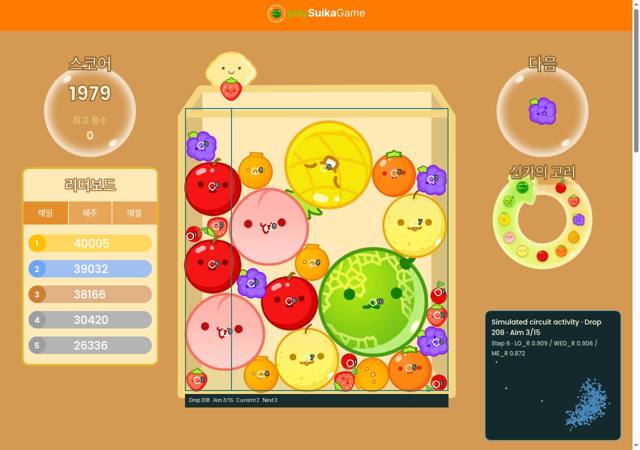 playSuikaGame
스코어
1979
최고 점수
0
리더보드
매일 매주 매월
1 40005
2 39032
3 38166
4 30420
5 26336
다음
신카의 고리
Simulated circuit activity · Drop
208 · Aim 3/15
Step 6 · LO_R 0.909 / WED_R 0.906 /
ME_R 0.872
Drop 208 Aim 3/15 Current 2 Next 3